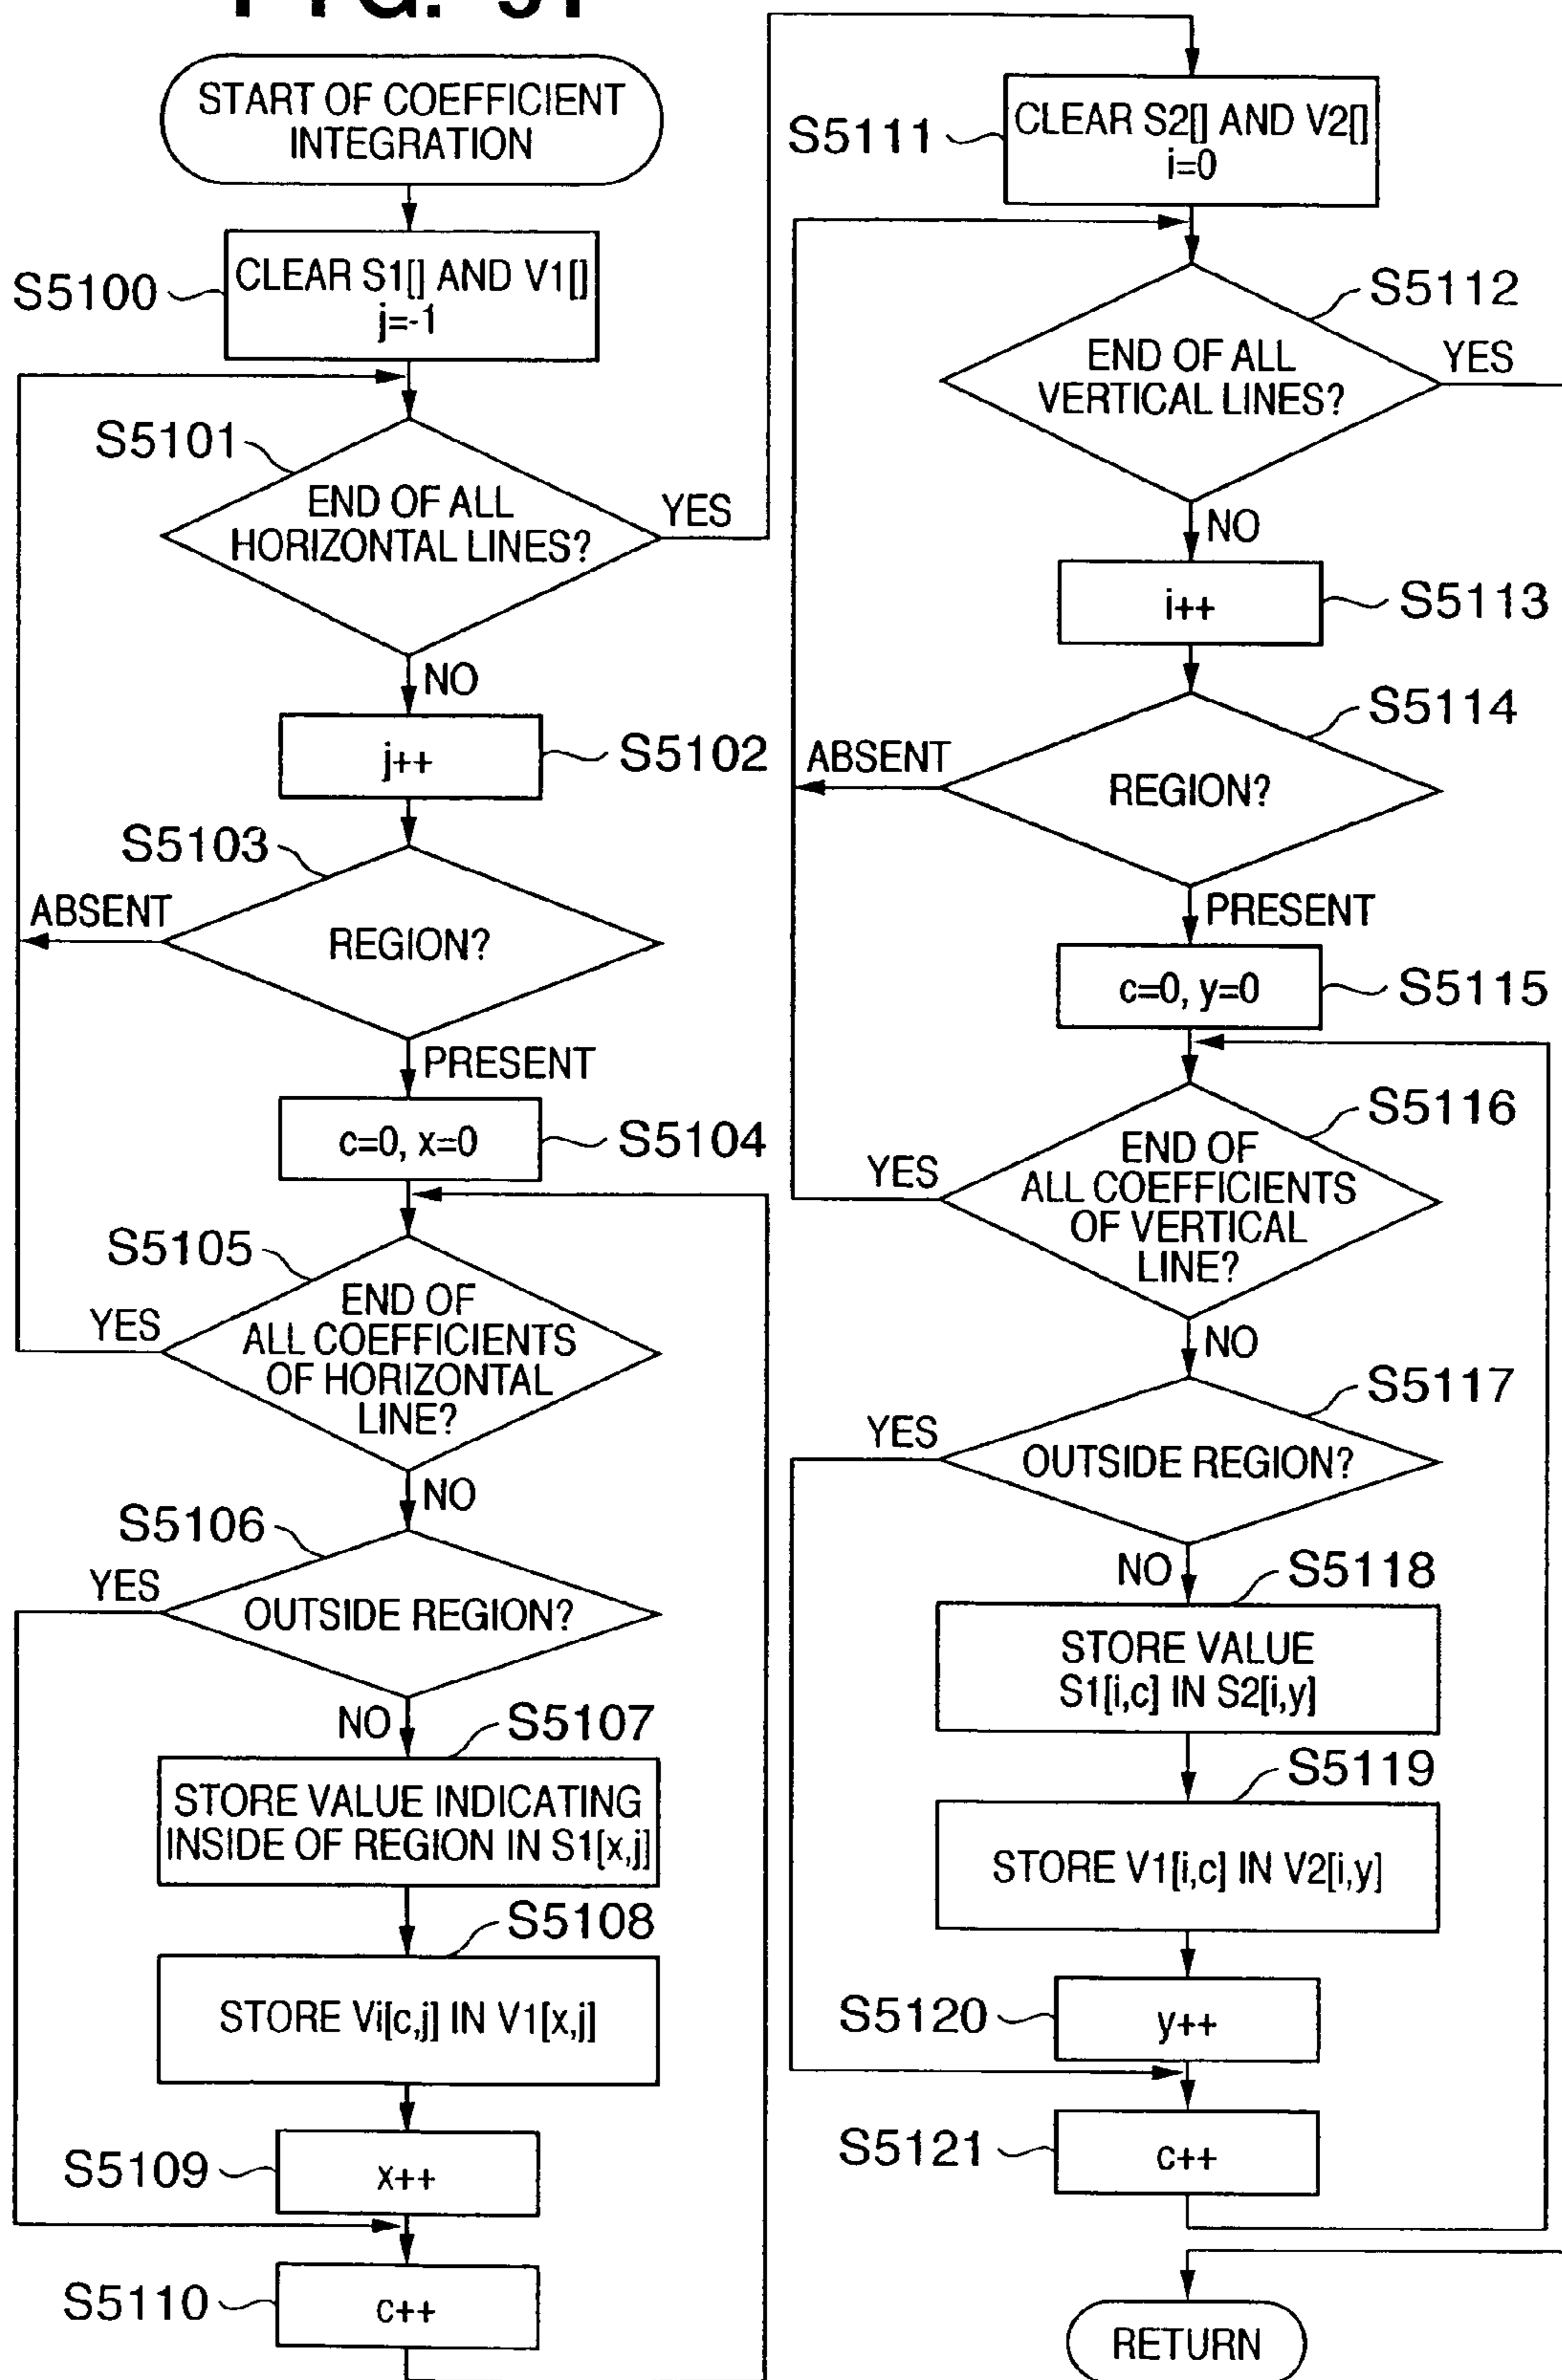 START OF COEFFICIENT
INTEGRATION
S5100
CLEAR S1[] AND V1[]
j=-1
S5101
END OF ALL
HORIZONTAL LINES?
YES
NO
j++
S5102
S5103
ABSENT
REGION?
PRESENT
c=0, x=0
S5104
S5105
END OF
ALL COEFFICIENTS
OF HORIZONTAL
LINE?
YES
NO
S5106
YES
OUTSIDE REGION?
NO
S5107
STORE VALUE INDICATING
INSIDE OF REGION IN S1[x,j]
S5108
STORE Vi[c,j] IN V1[x,j]
S5109
x++
S5110
c++
S5111
CLEAR S2[] AND V2[]
i=0
S5112
END OF ALL
VERTICAL LINES?
YES
NO
i++
S5113
S5114
ABSENT
REGION?
PRESENT
c=0, y=0
S5115
S5116
END OF
ALL COEFFICIENTS
OF VERTICAL
LINE?
YES
NO
S5117
YES
OUTSIDE REGION?
NO
S5118
STORE VALUE
S1[i,c] IN S2[i,y]
S5119
STORE V1[i,c] IN V2[i,y]
S5120
y++
S5121
c++
RETURN